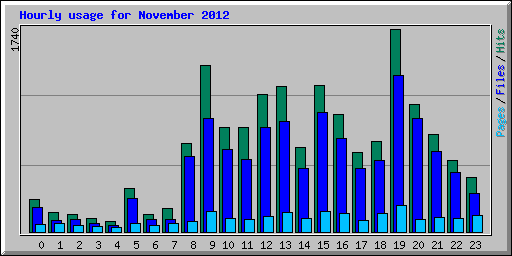 Hourly usage for November 2012
1740
Pages / Files / Hits
0 1 2 3 4 5 6 7 8 9 10 11 12 13 14 15 16 17 18 19 20 21 22 23